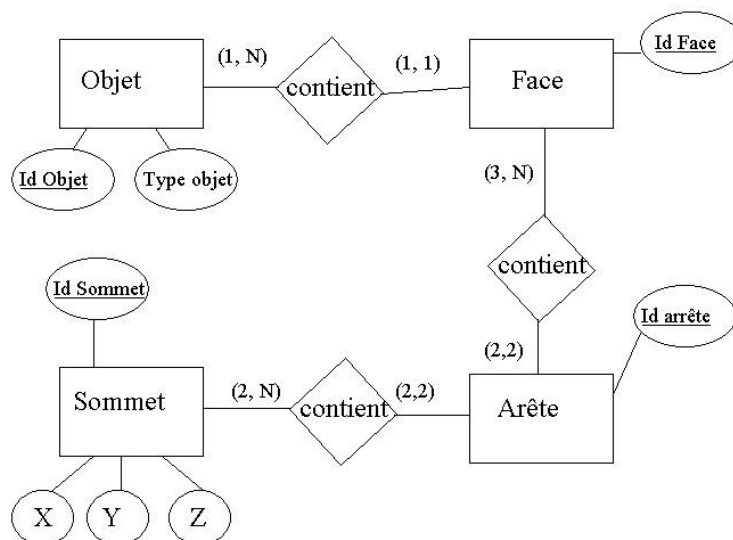 Objet
(1, N)
contient
(1, 1)
Face
Id Face
Id Objet
Type objet
(3, N)
contient
Id Sommet
Id arrête
(2,2)
Sommet
(2, N)
contient
(2,2)
Arête
X
Y
Z